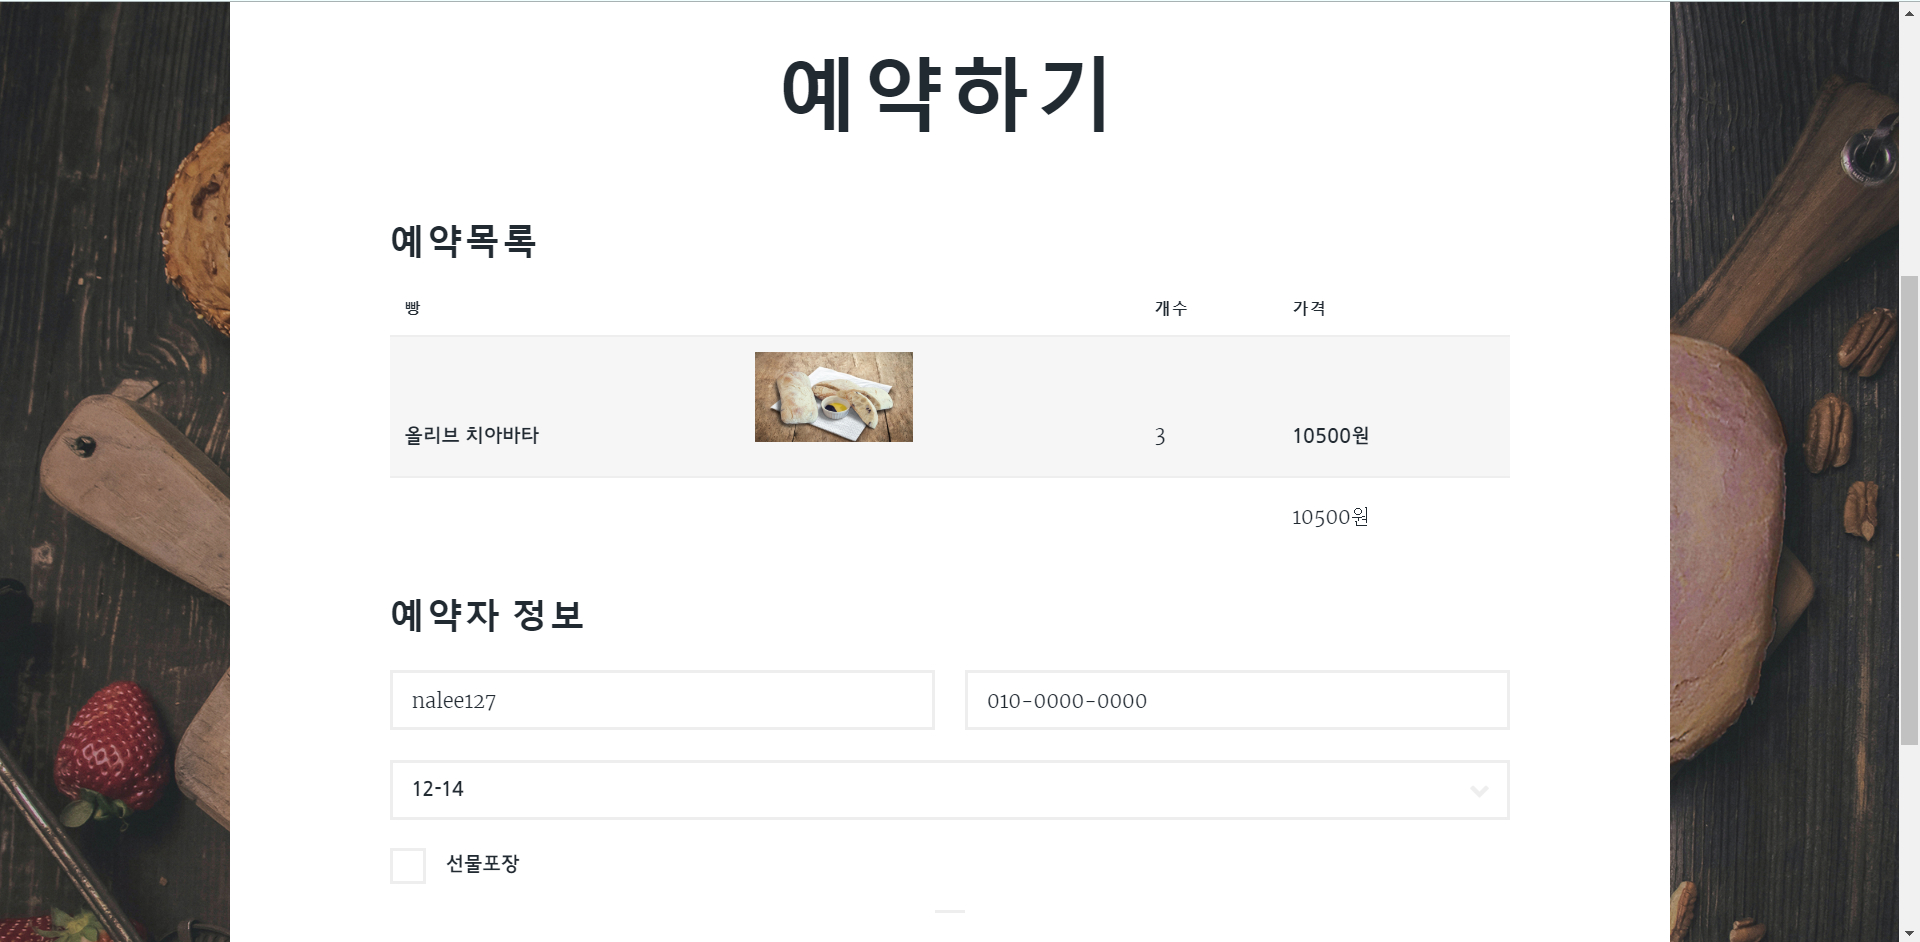 예약하기
예약목록
빵 개수 가격
올리브 치아바타 3 10500원
10500원
예약자 정보
nalee127 010-0000-0000
12-14
선물포장